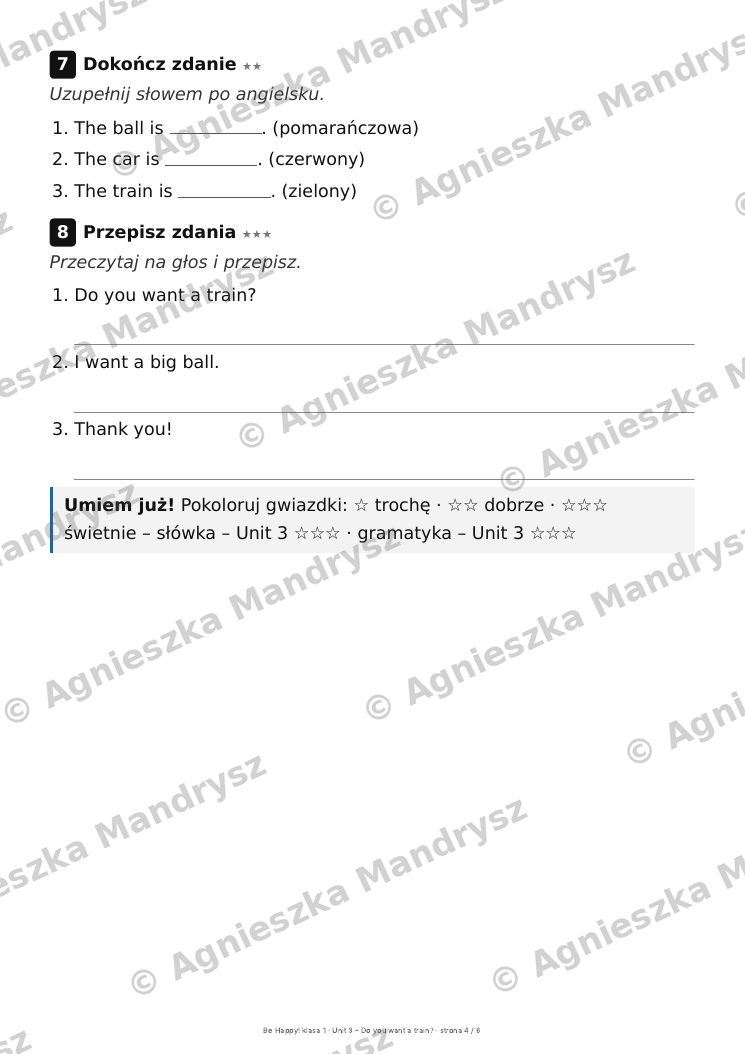 7 Dokończ zdanie ★★
Uzupełnij słowem po angielsku.
1. The ball is ___________. (pomarańczowa)
2. The car is ___________. (czerwony)
3. The train is ___________. (zielony)
8 Przepisz zdania ★★★
Przeczytaj na głos i przepisz.
1. Do you want a train?
2. I want a big ball.
3. Thank you!
Umiem już! Pokoloruj gwiazdki: ☆ trochę · ☆☆ dobrze · ☆☆☆
świetnie – słówka – Unit 3 ☆☆☆ · gramatyka – Unit 3 ☆☆☆
Be Happy! klasa 1 · Unit 3 – Do you want a train? · strona 4 / 6
© Agnieszka Mandrysz